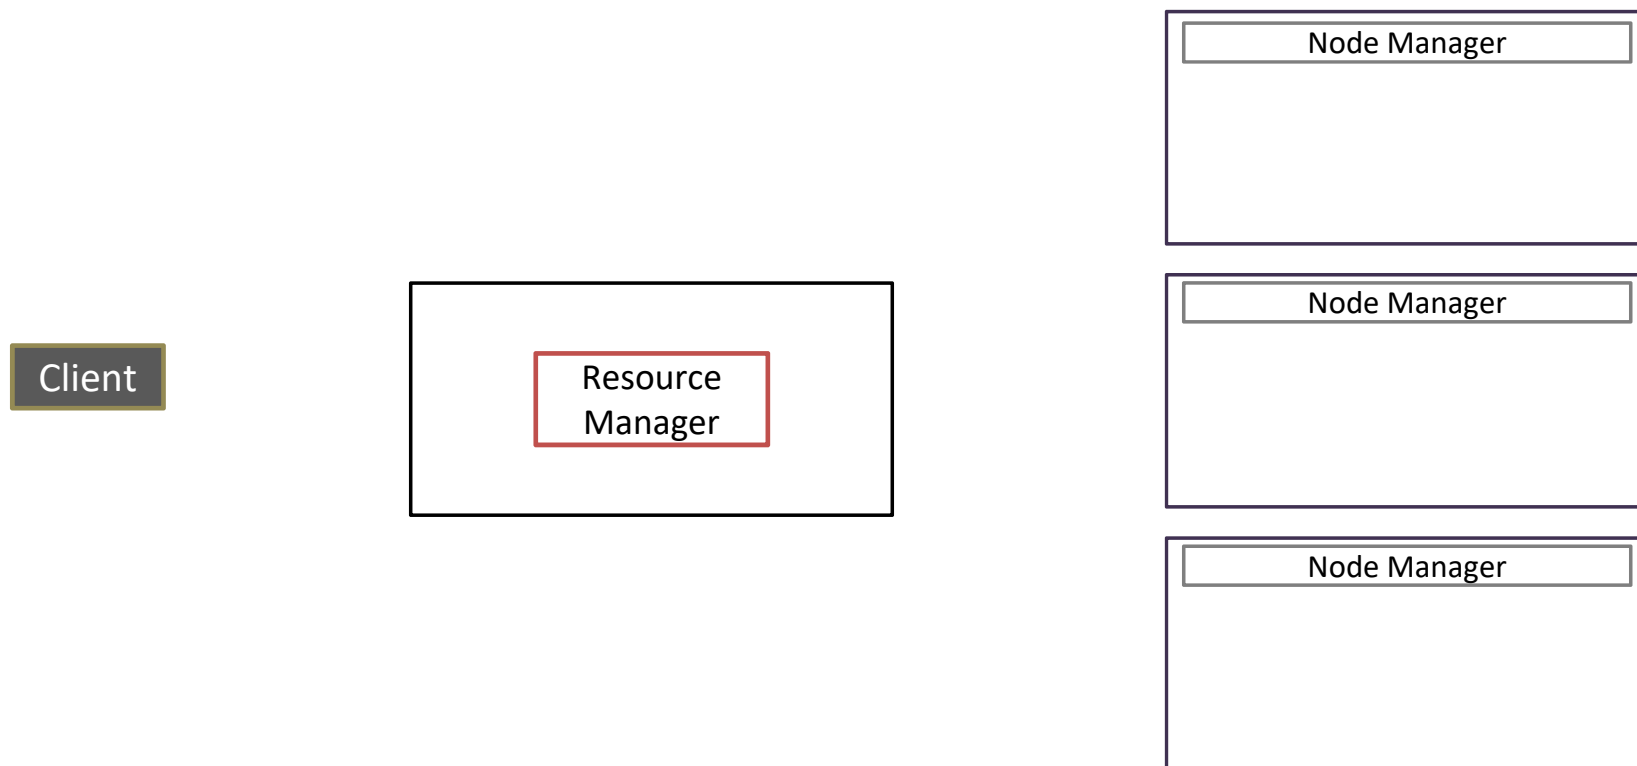 Node Manager
Node Manager
Client
Resource
Manager
Node Manager